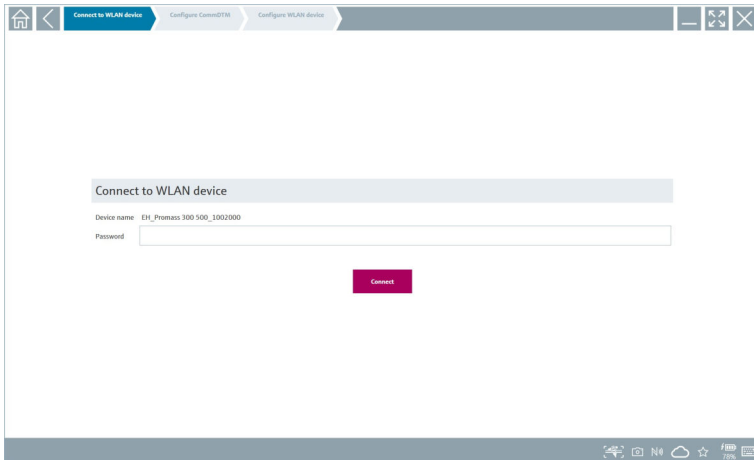 Connect to WLAN device
Configure CommDTM
Configure WLAN device
Connect to WLAN device
Device name EH_Promass 300 500_1002000
Password
Connect
78%